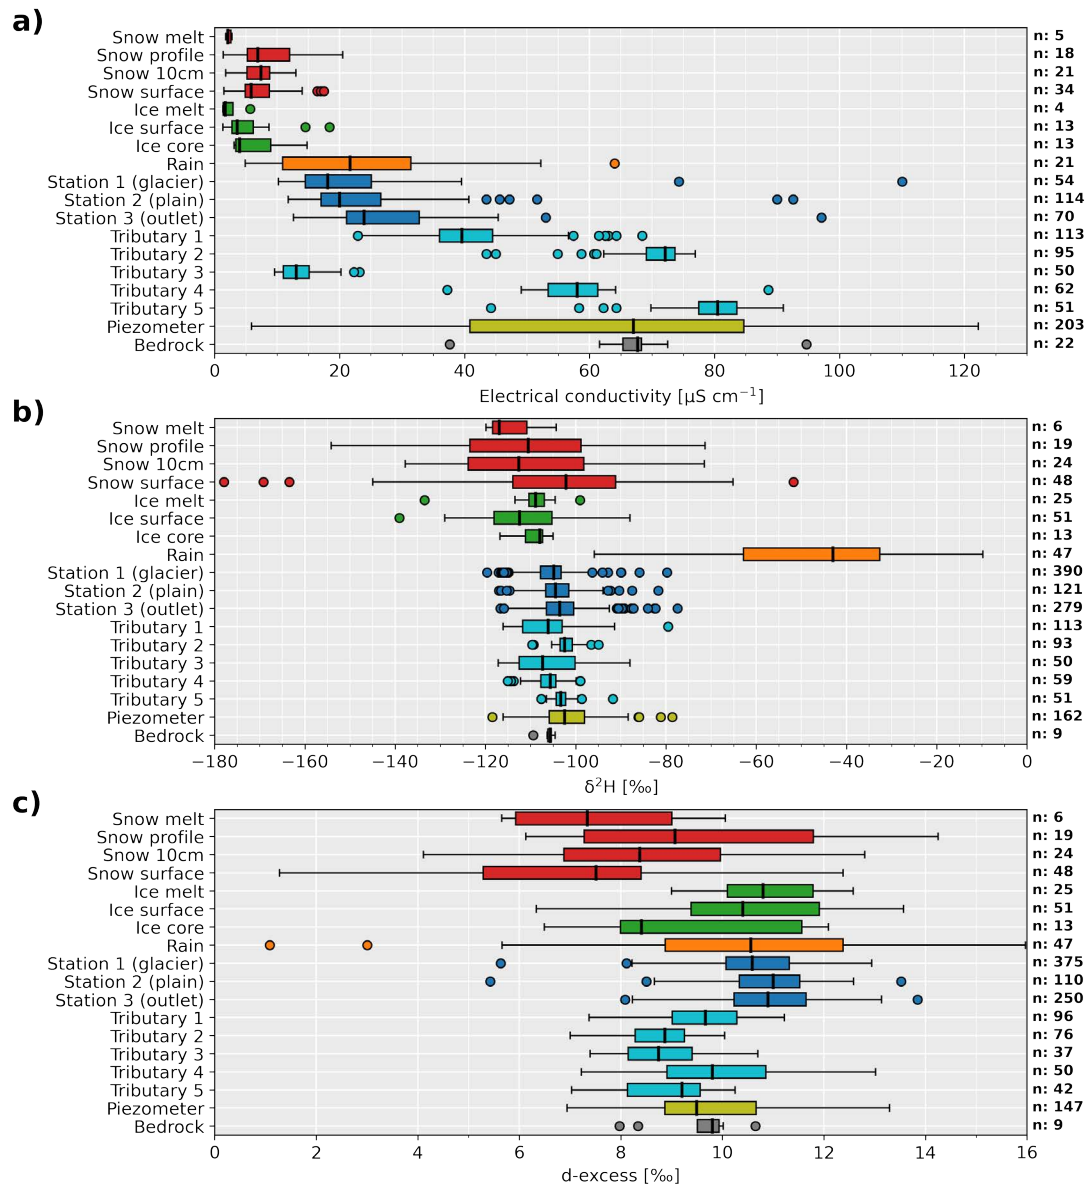 a)
Snow melt n: 5
Snow profile n: 18
Snow 10cm n: 21
Snow surface n: 34
Ice melt n: 4
Ice surface n: 13
Ice core n: 13
Rain n: 21
Station 1 (glacier) n: 54
Station 2 (plain) n: 114
Station 3 (outlet) n: 70
Tributary 1 n: 113
Tributary 2 n: 95
Tributary 3 n: 50
Tributary 4 n: 62
Tributary 5 n: 51
Piezometer n: 203
Bedrock n: 22
0 20 40 60 80 100 120
Electrical conductivity [µS cm⁻¹]
b)
Snow melt n: 6
Snow profile n: 19
Snow 10cm n: 24
Snow surface n: 48
Ice melt n: 25
Ice surface n: 51
Ice core n: 13
Rain n: 47
Station 1 (glacier) n: 390
Station 2 (plain) n: 121
Station 3 (outlet) n: 279
Tributary 1 n: 113
Tributary 2 n: 93
Tributary 3 n: 50
Tributary 4 n: 59
Tributary 5 n: 51
Piezometer n: 162
Bedrock n: 9
−180 −160 −140 −120 −100 −80 −60 −40 −20 0
δ²H [‰]
c)
Snow melt n: 6
Snow profile n: 19
Snow 10cm n: 24
Snow surface n: 48
Ice melt n: 25
Ice surface n: 51
Ice core n: 13
Rain n: 47
Station 1 (glacier) n: 375
Station 2 (plain) n: 110
Station 3 (outlet) n: 250
Tributary 1 n: 96
Tributary 2 n: 76
Tributary 3 n: 37
Tributary 4 n: 50
Tributary 5 n: 42
Piezometer n: 147
Bedrock n: 9
0 2 4 6 8 10 12 14 16
d-excess [‰]